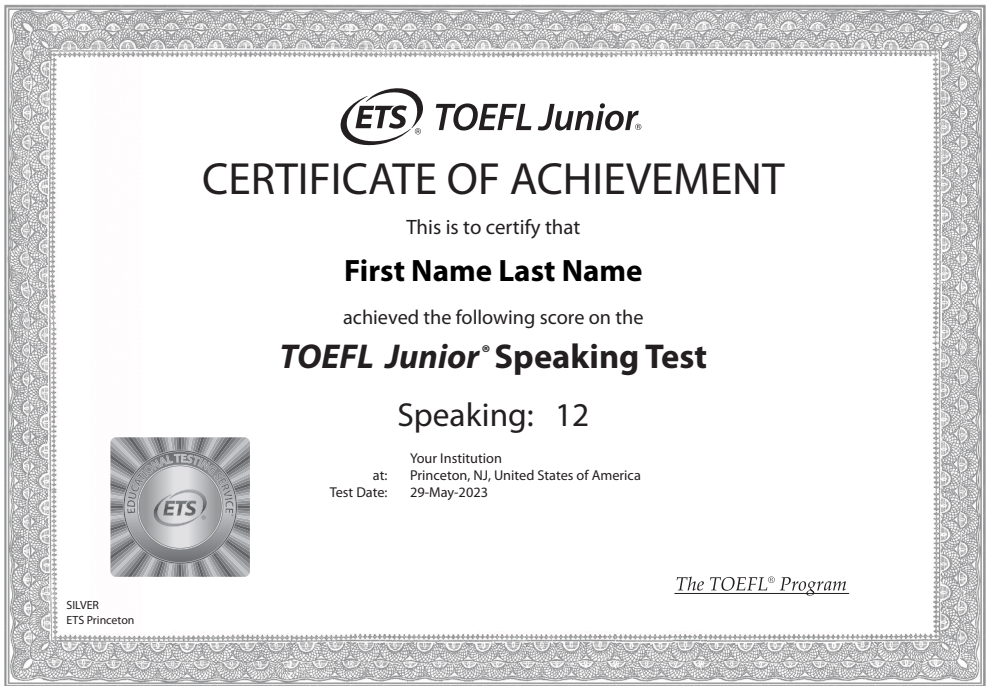 ETS® TOEFL Junior®
CERTIFICATE OF ACHIEVEMENT
This is to certify that
First Name Last Name
achieved the following score on the
TOEFL Junior® Speaking Test
Speaking: 12
Your Institution
at: Princeton, NJ, United States of America
Test Date: 29-May-2023
EDUCATIONAL TESTING SERVICE
ETS®
The TOEFL® Program
SILVER
ETS Princeton